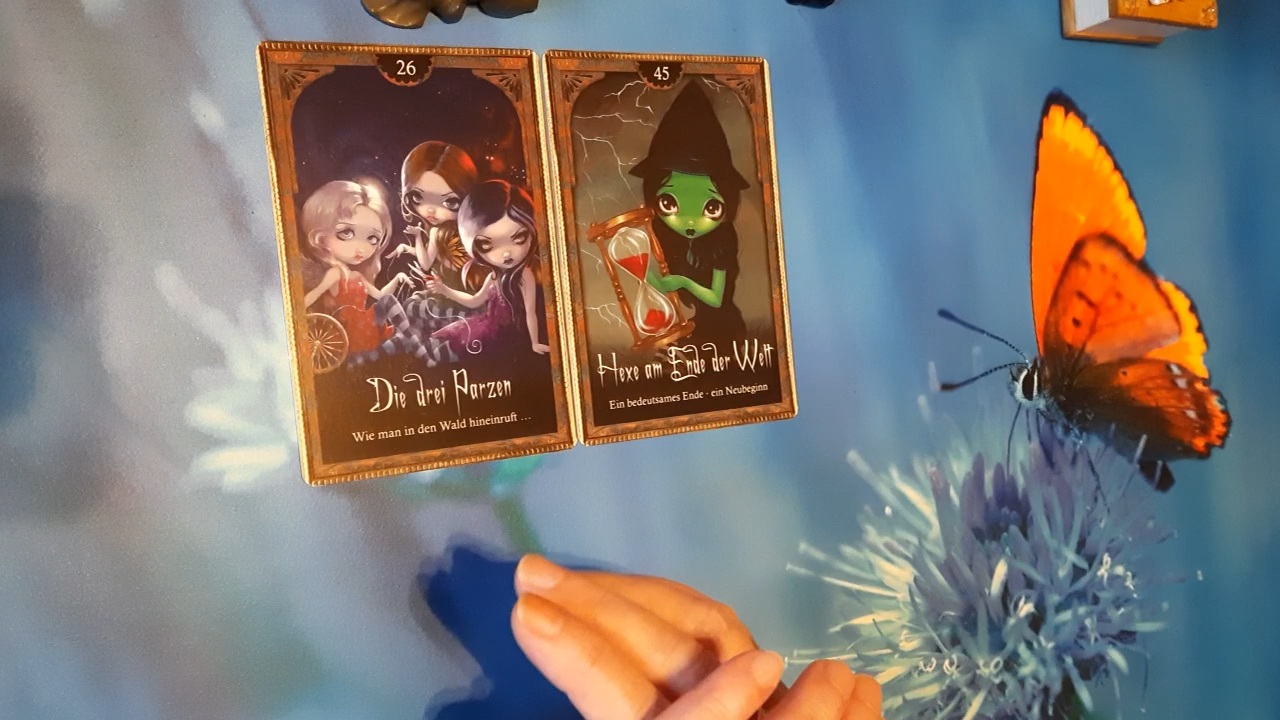 26
Die drei Parzen
Wie man in den Wald hineinruft ...
45
Hexe am Ende der Welt
Ein bedeutsames Ende - ein Neubeginn